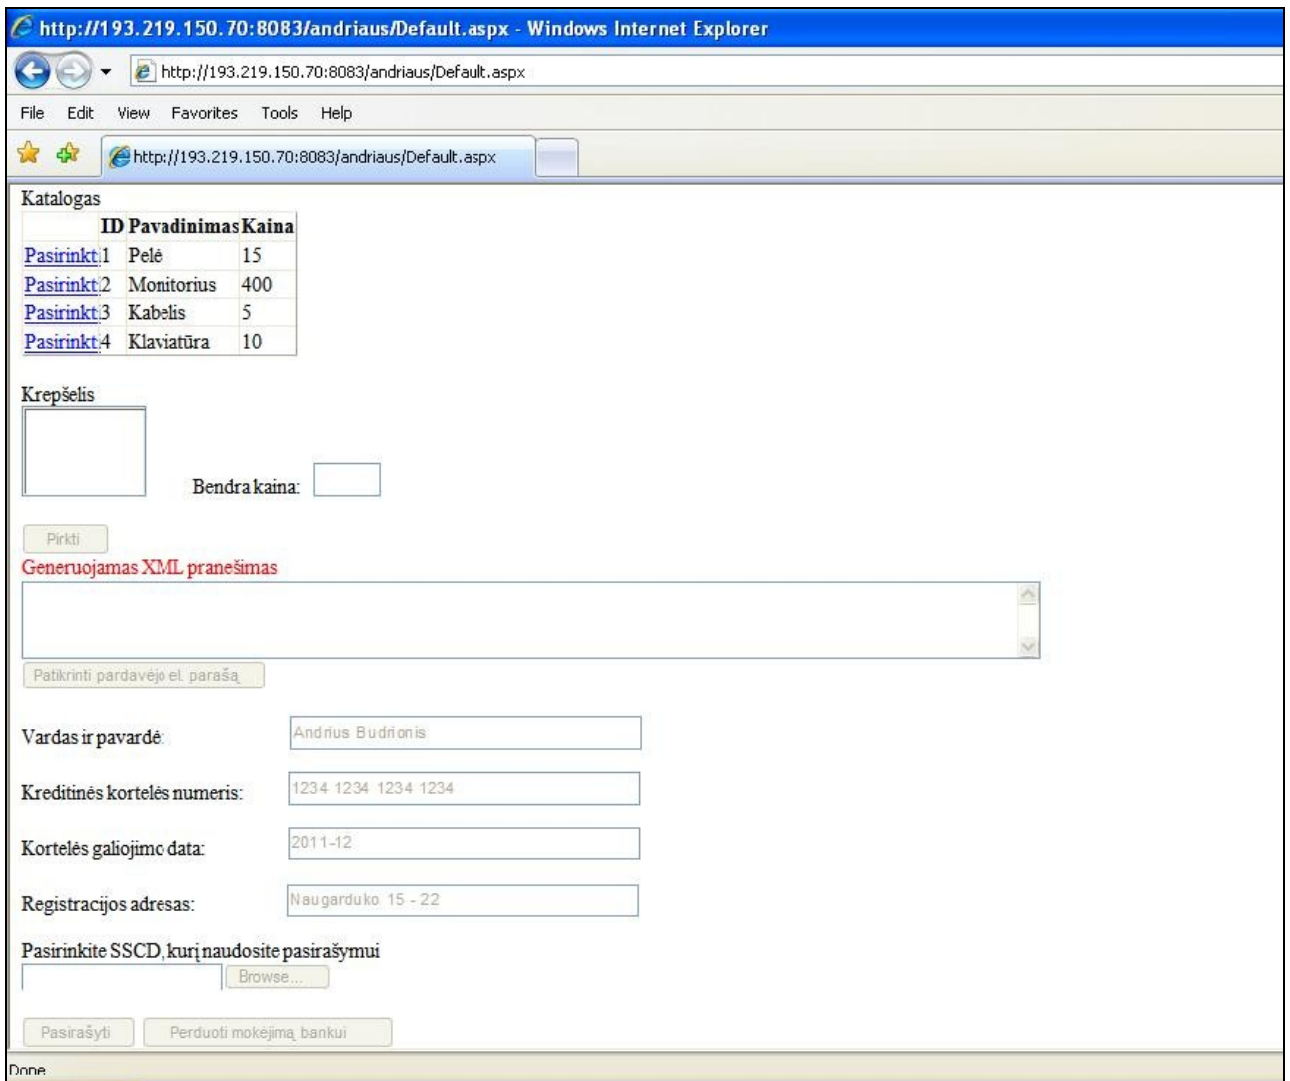 http://193.219.150.70:8083/andriaus/Default.aspx - Windows Internet Explorer
http://193.219.150.70:8083/andriaus/Default.aspx
File Edit View Favorites Tools Help
http://193.219.150.70:8083/andriaus/Default.aspx
Katalogas
ID Pavadinimas Kaina
Pasirinkti 1 Pelė 15
Pasirinkti 2 Monitorius 400
Pasirinkti 3 Kabelis 5
Pasirinkti 4 Klaviatūra 10
Krepšelis
Bendra kaina:
Pirkti
Generuojamas XML pranešimas
Patikrinti pardavėjo el. parašą
Vardas ir pavardė: Andrius Budrionis
Kreditinės kortelės numeris: 1234 1234 1234 1234
Kortelės galiojimo data: 2011-12
Registracijos adresas: Naugarduko 15 - 22
Pasirinkite SSCD, kurį naudosite pasirašymui
Browse...
Pasirašyti Perduoti mokėjimą bankui
Done